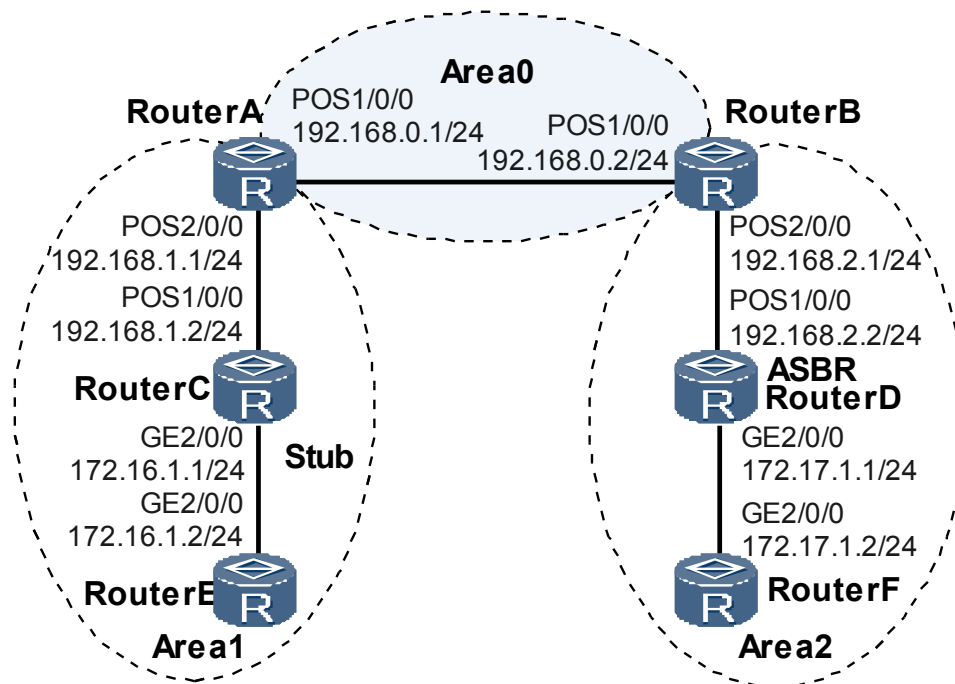 Area0
RouterA
POS1/0/0
192.168.0.1/24
POS1/0/0
192.168.0.2/24
RouterB
R
R
POS2/0/0
192.168.1.1/24
POS1/0/0
192.168.1.2/24
POS2/0/0
192.168.2.1/24
POS1/0/0
192.168.2.2/24
RouterC
R
R
ASBR
RouterD
GE2/0/0
172.16.1.1/24
GE2/0/0
172.16.1.2/24
Stub
GE2/0/0
172.17.1.1/24
GE2/0/0
172.17.1.2/24
RouterE
R
R
RouterF
Area1
Area2